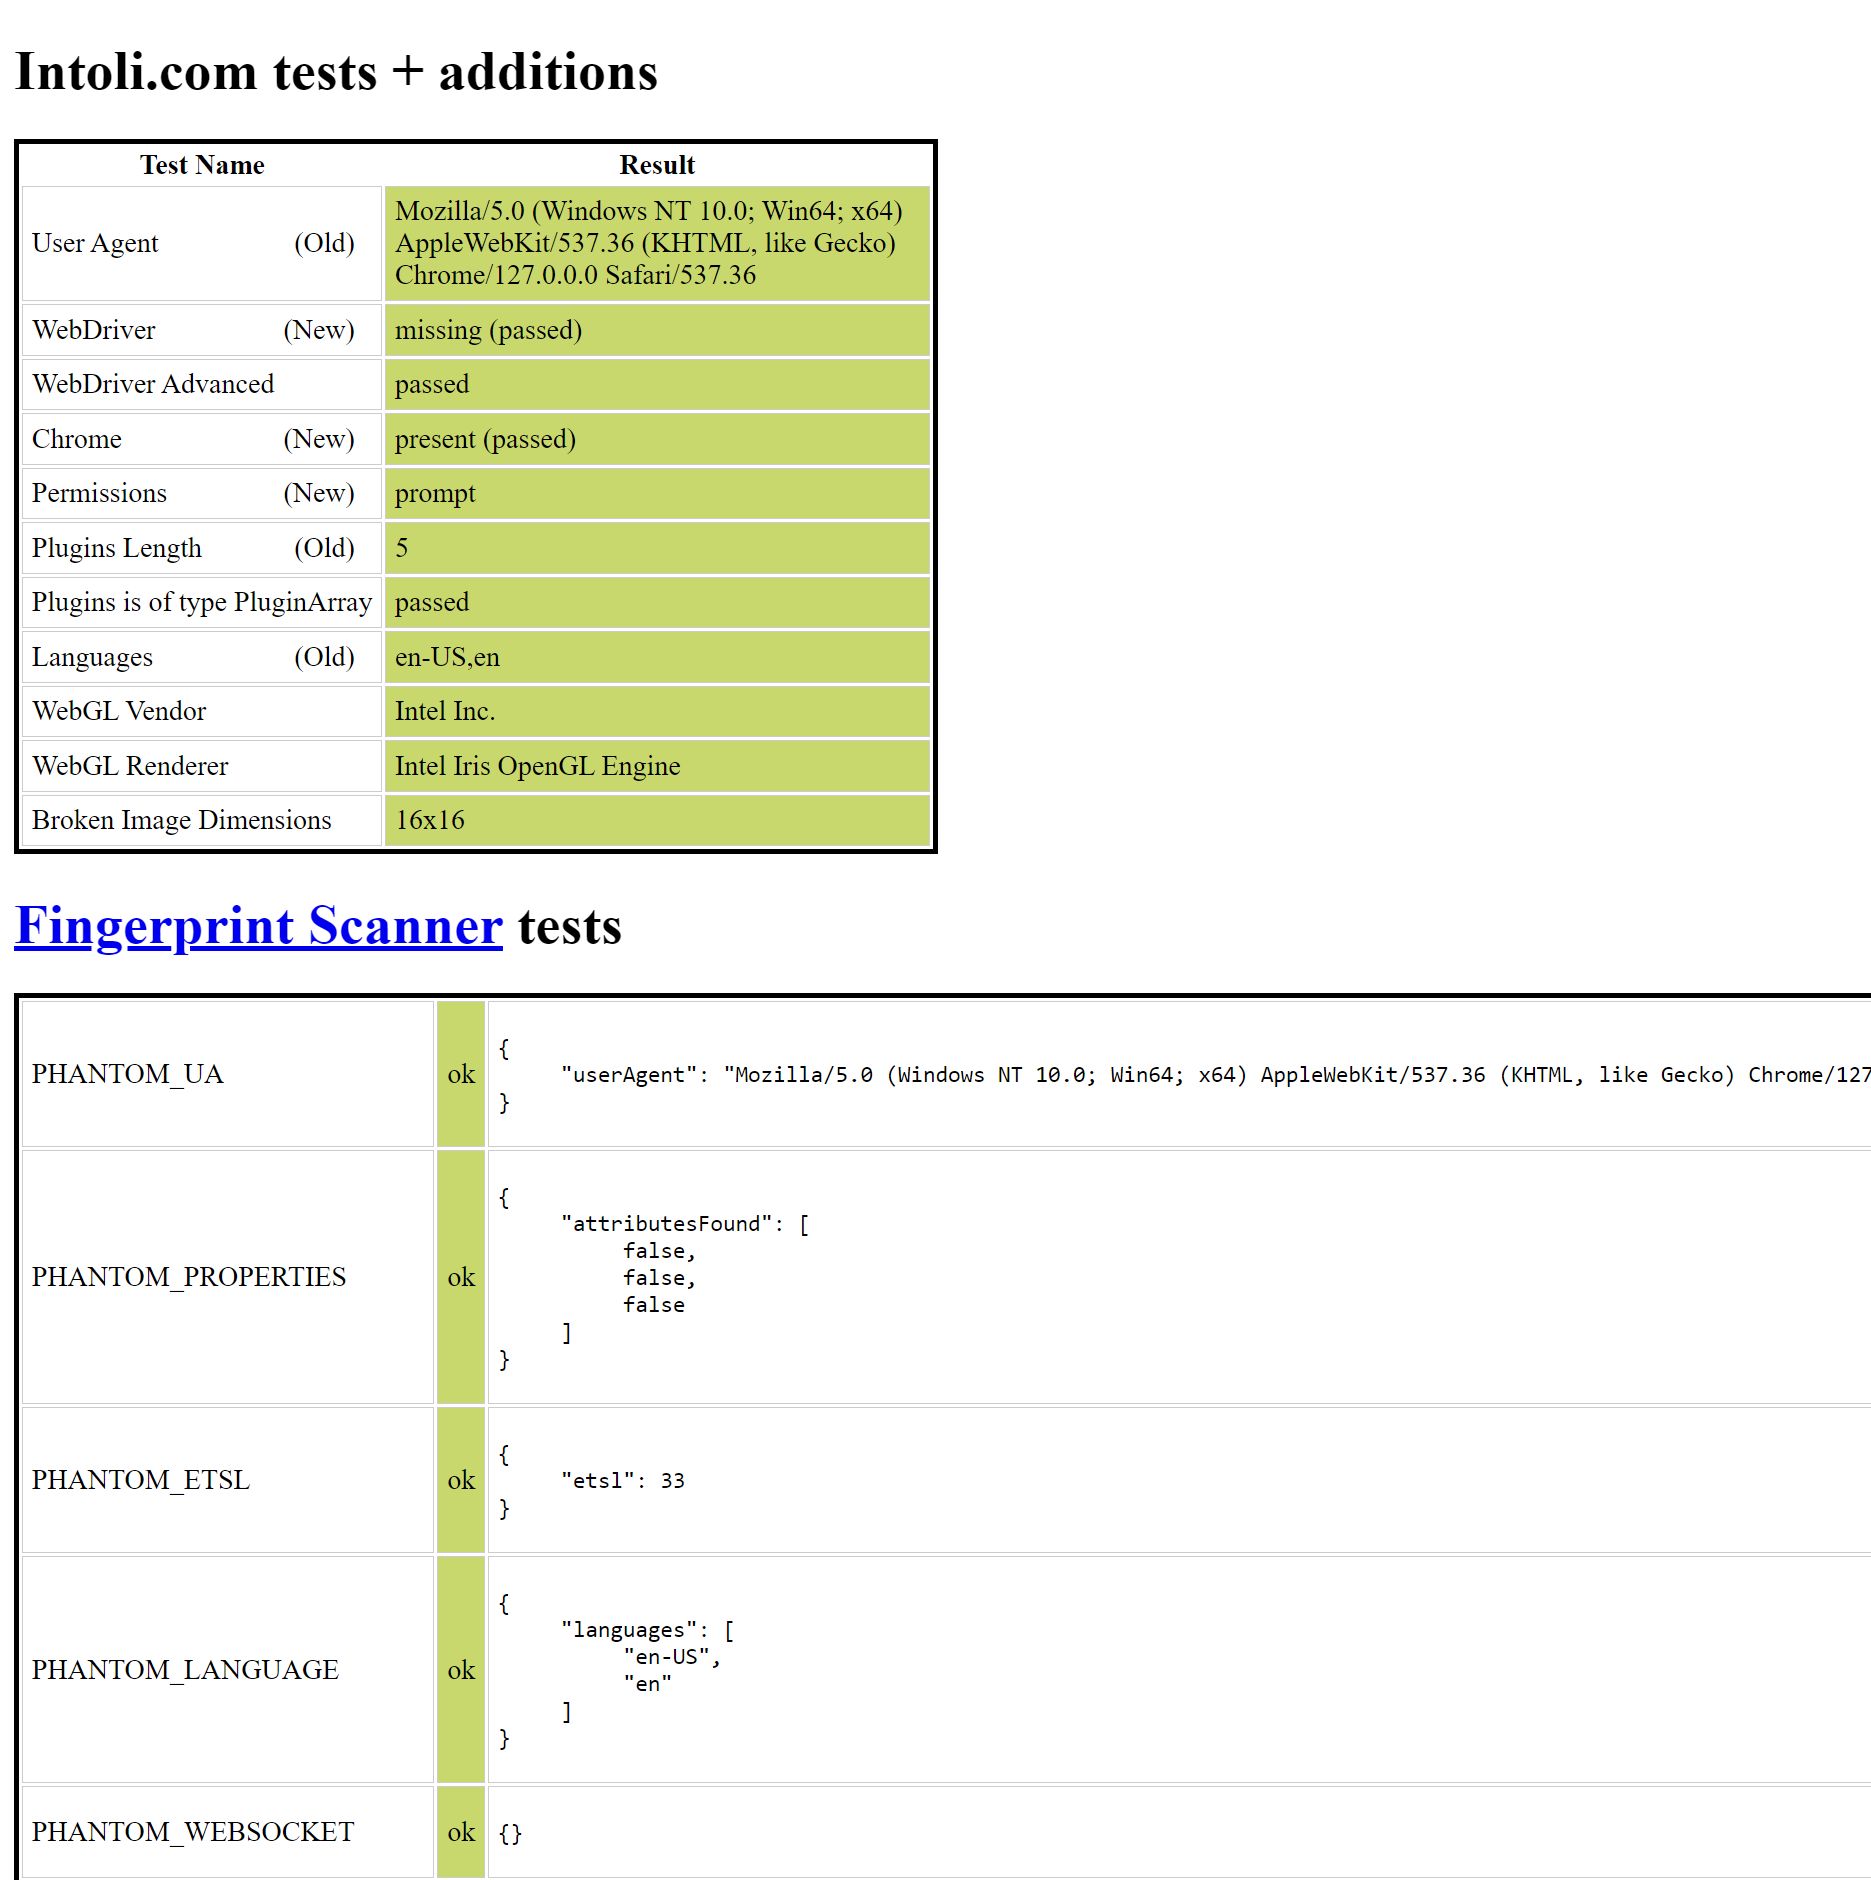 Intoli.com tests + additions
Test Name Result
User Agent (Old) Mozilla/5.0 (Windows NT 10.0; Win64; x64)
AppleWebKit/537.36 (KHTML, like Gecko)
Chrome/127.0.0.0 Safari/537.36
WebDriver (New) missing (passed)
WebDriver Advanced passed
Chrome (New) present (passed)
Permissions (New) prompt
Plugins Length (Old) 5
Plugins is of type PluginArray passed
Languages (Old) en-US,en
WebGL Vendor Intel Inc.
WebGL Renderer Intel Iris OpenGL Engine
Broken Image Dimensions 16x16
Fingerprint Scanner tests
PHANTOM_UA ok {
"userAgent": "Mozilla/5.0 (Windows NT 10.0; Win64; x64) AppleWebKit/537.36 (KHTML, like Gecko) Chrome/127
}
PHANTOM_PROPERTIES ok {
"attributesFound": [
false,
false,
false
]
}
PHANTOM_ETSL ok {
"etsl": 33
}
PHANTOM_LANGUAGE ok {
"languages": [
"en-US",
"en"
]
}
PHANTOM_WEBSOCKET ok {}